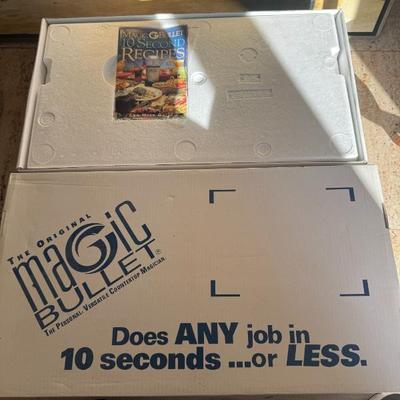 MAGIC BULLET
10 SECOND
RECIPES
THE ORIGINAL
MAGIC
BULLET®
THE PERSONAL, VERSATILE COUNTERTOP MAGICIAN.
Does ANY job in
10 seconds ...or LESS.